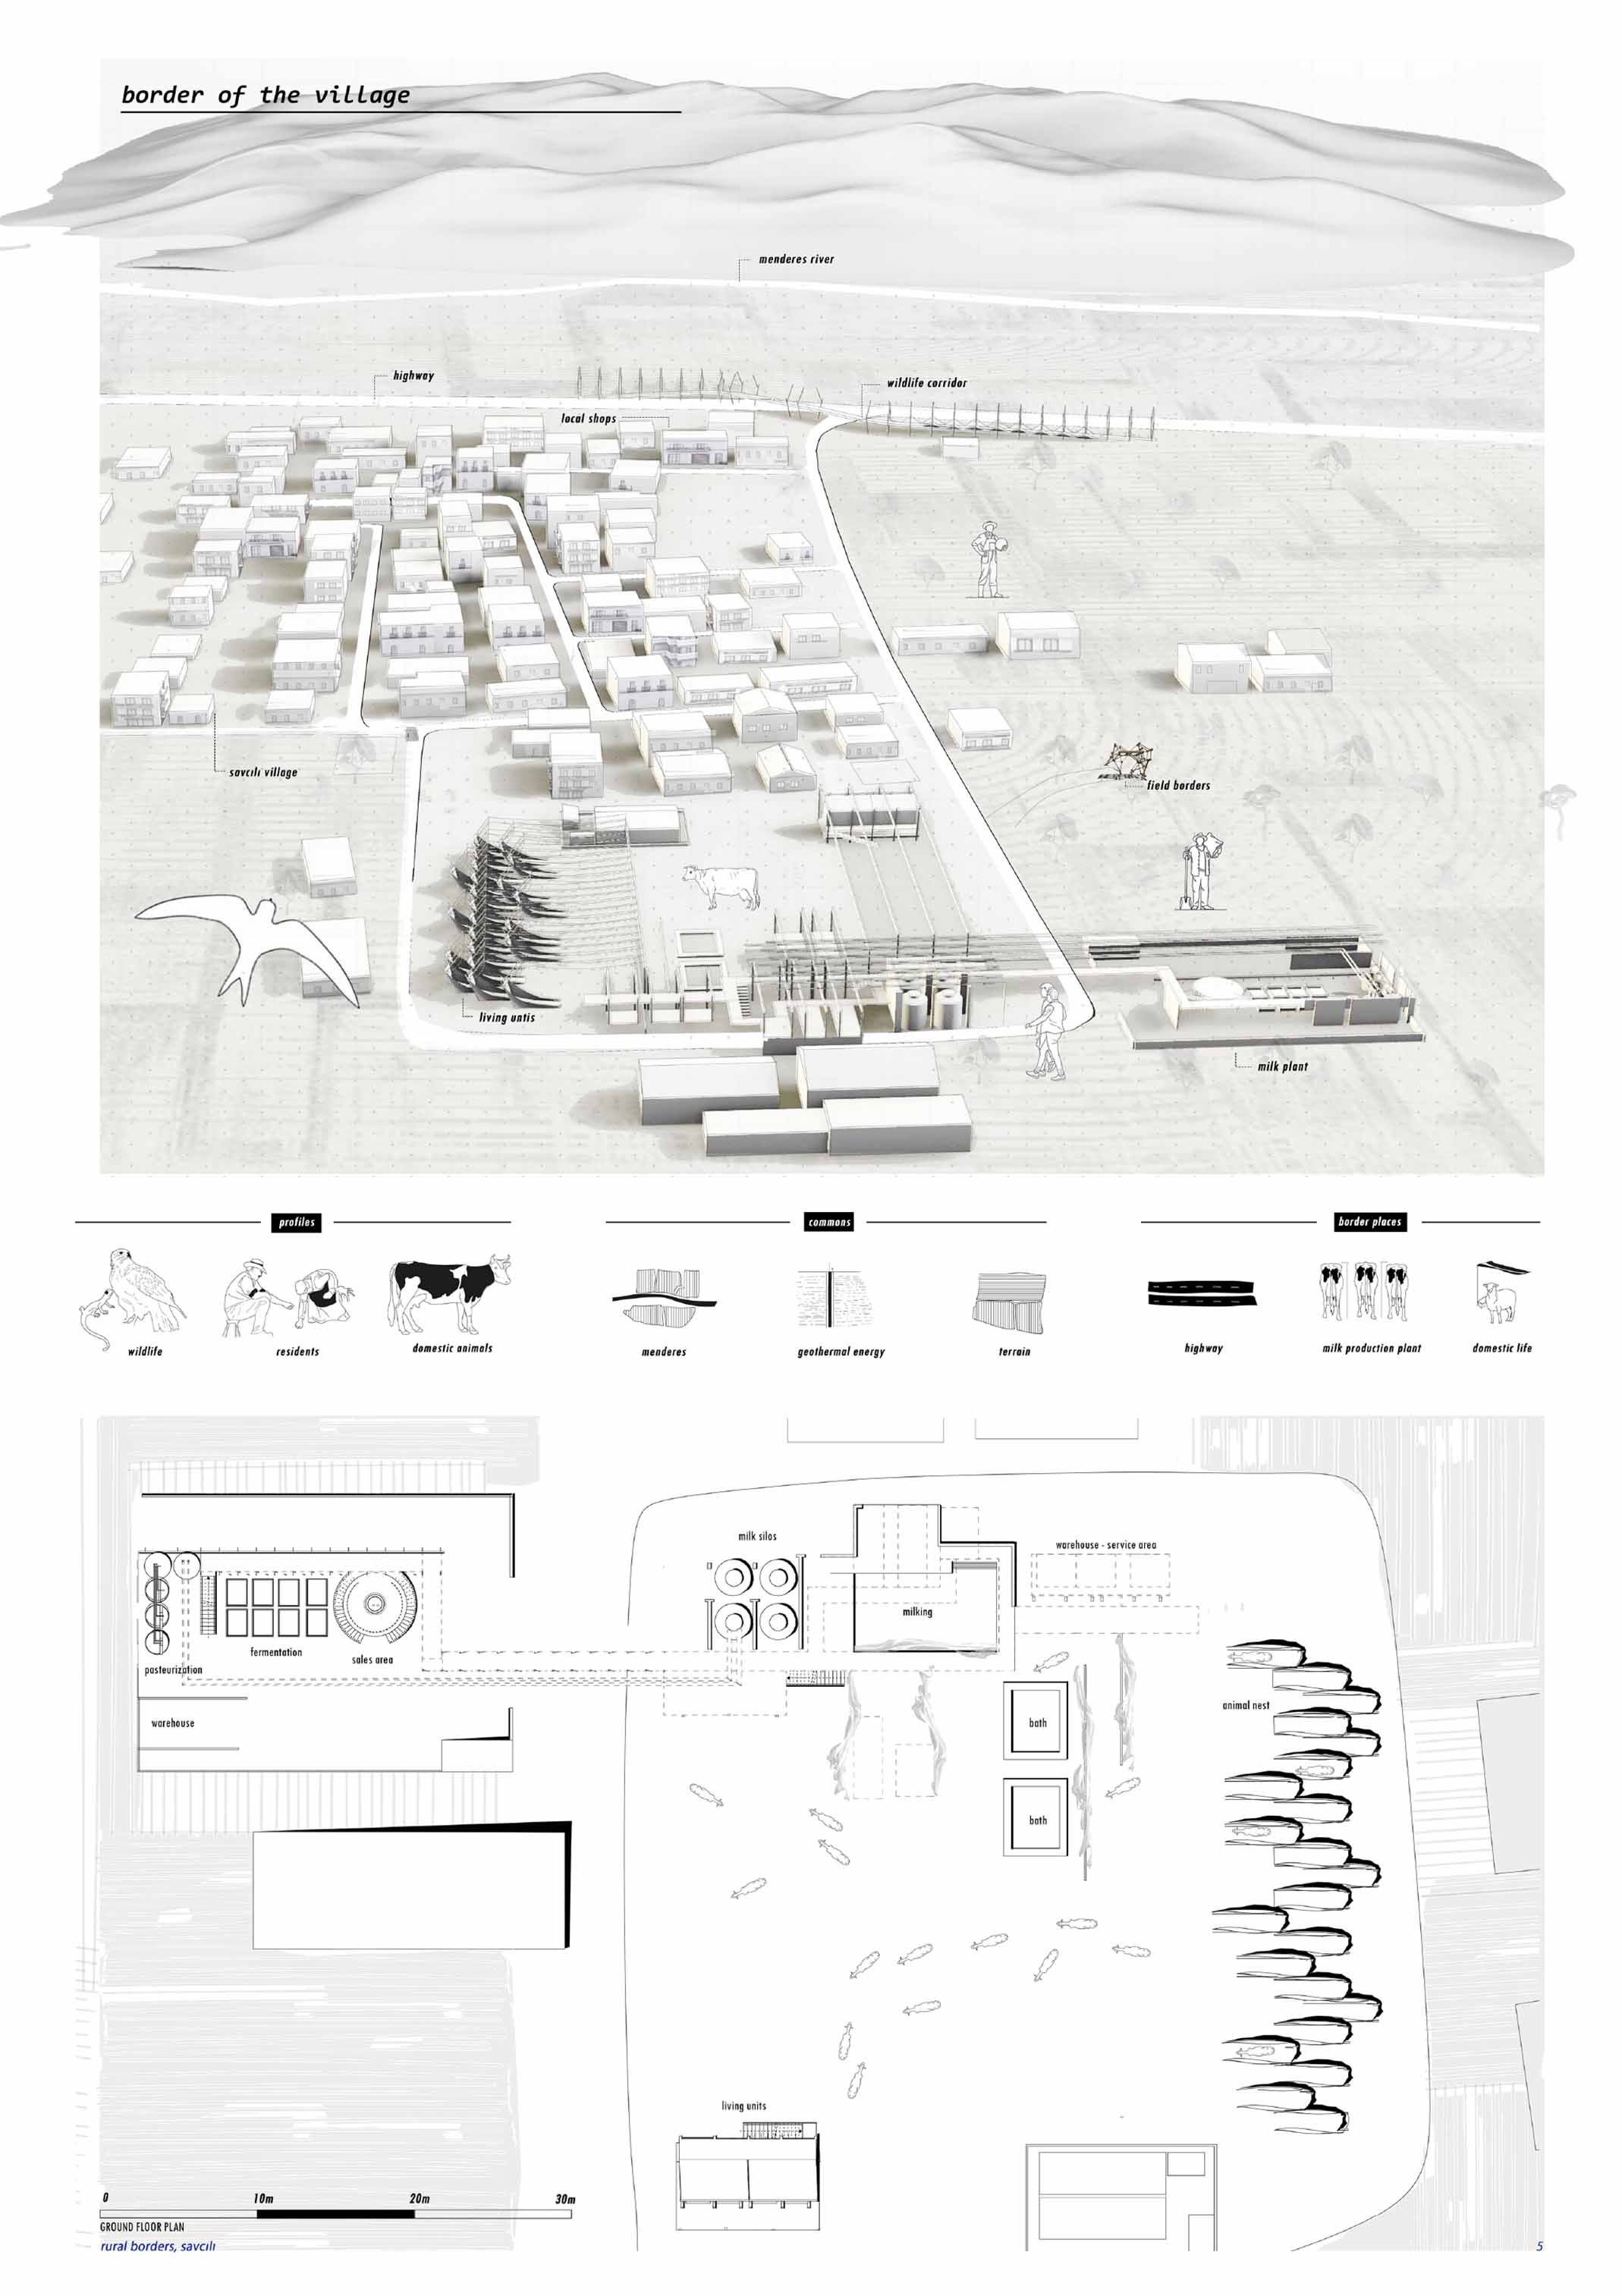 border of the village
menderes river
highway
wildlife corridor
local shops
savcılı village
field borders
living untis
milk plant
profiles
commons
border places
wildlife
residents
domestic animals
menderes
geothermal energy
terrain
highway
milk production plant
domestic life
milk silos
warehouse - service area
milking
fermentation
sales area
pasteurization
animal nest
warehouse
bath
bath
living units
0 10m 20m 30m
GROUND FLOOR PLAN
rural borders, savcılı
5